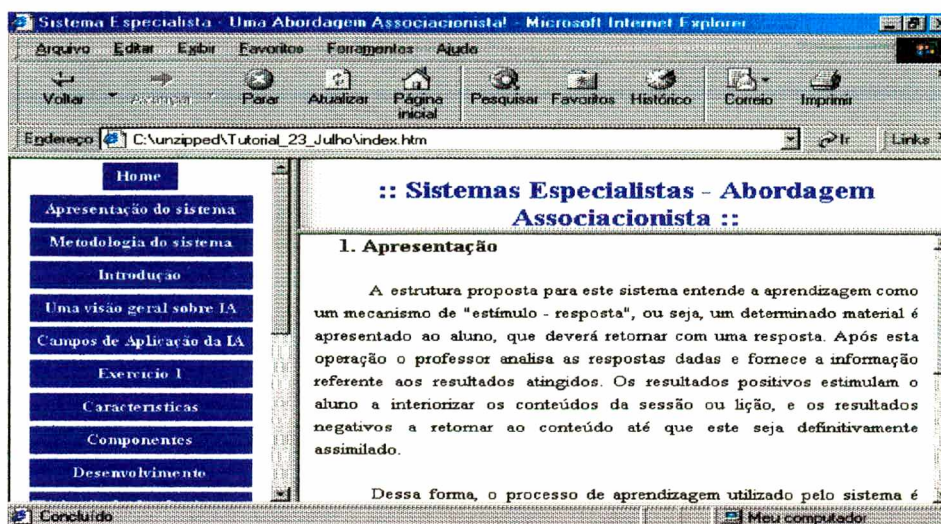 Sistema Especialista - Uma Abordagem Associacionista! - Microsoft Internet Explorer
Arquivo Editar Exibir Favoritos Ferramentas Ajuda
Voltar Avançar Parar Atualizar Página inicial Pesquisar Favoritos Histórico Correio Imprimir
Endereço C:\unzipped\Tutorial_23_Julho\index.htm Ir Links
Home
Apresentação do sistema
Metodologia do sistema
Introdução
Uma visão geral sobre IA
Campos de Aplicação da IA
Exercício 1
Características
Componentes
Desenvolvimento
:: Sistemas Especialistas - Abordagem
Associacionista ::
1. Apresentação
A estrutura proposta para este sistema entende a aprendizagem como
um mecanismo de "estímulo - resposta", ou seja, um determinado material é
apresentado ao aluno, que deverá retornar com uma resposta. Após esta
operação o professor analisa as respostas dadas e fornece a informação
referente aos resultados atingidos. Os resultados positivos estimulam o
aluno a interiorizar os conteúdos da sessão ou lição, e os resultados
negativos a retornar ao conteúdo até que este seja definitivamente
assimilado.
Dessa forma, o processo de aprendizagem utilizado pelo sistema é
Concluído Meu computador